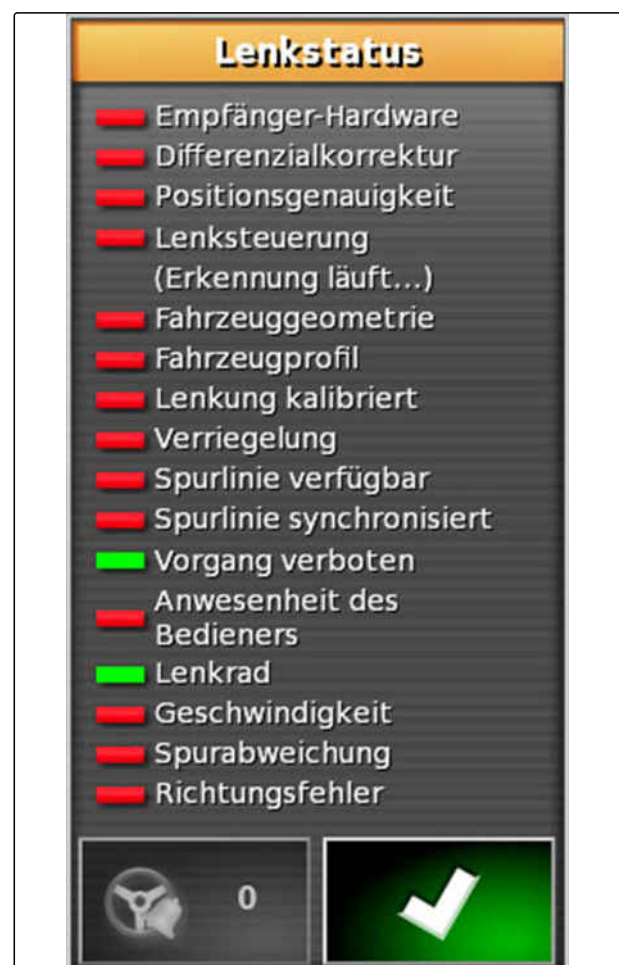 Lenkstatus
Empfänger-Hardware
Differenzialkorrektur
Positionsgenauigkeit
Lenksteuerung
(Erkennung läuft...)
Fahrzeuggeometrie
Fahrzeugprofil
Lenkung kalibriert
Verriegelung
Spurlinie verfügbar
Spurlinie synchronisiert
Vorgang verboten
Anwesenheit des
Bedieners
Lenkrad
Geschwindigkeit
Spurabweichung
Richtungsfehler
0